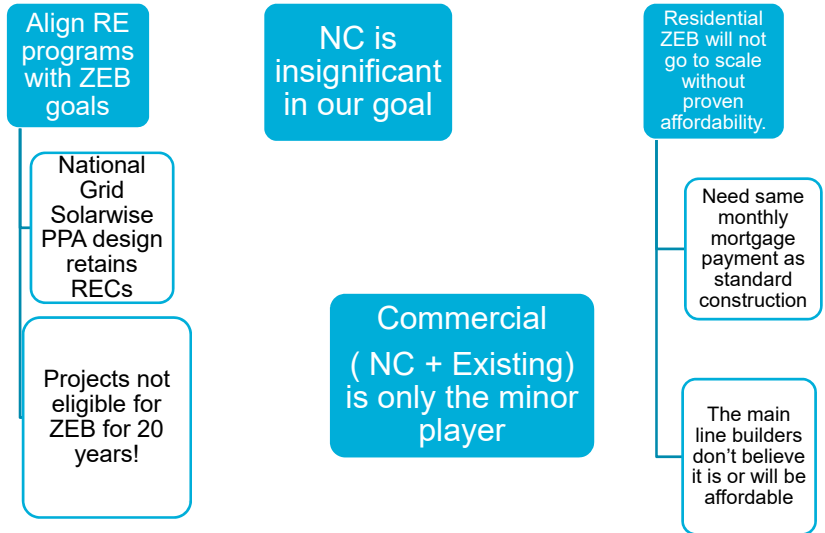 Align RE
programs
with ZEB
goals
National
Grid
Solarwise
PPA design
retains
RECs
Projects not
eligible for
ZEB for 20
years!
NC is
insignificant
in our goal
Commercial
( NC + Existing)
is only the minor
player
Residential
ZEB will not
go to scale
without
proven
affordability.
Need same
monthly
mortgage
payment as
standard
construction
The main
line builders
don’t believe
it is or will be
affordable